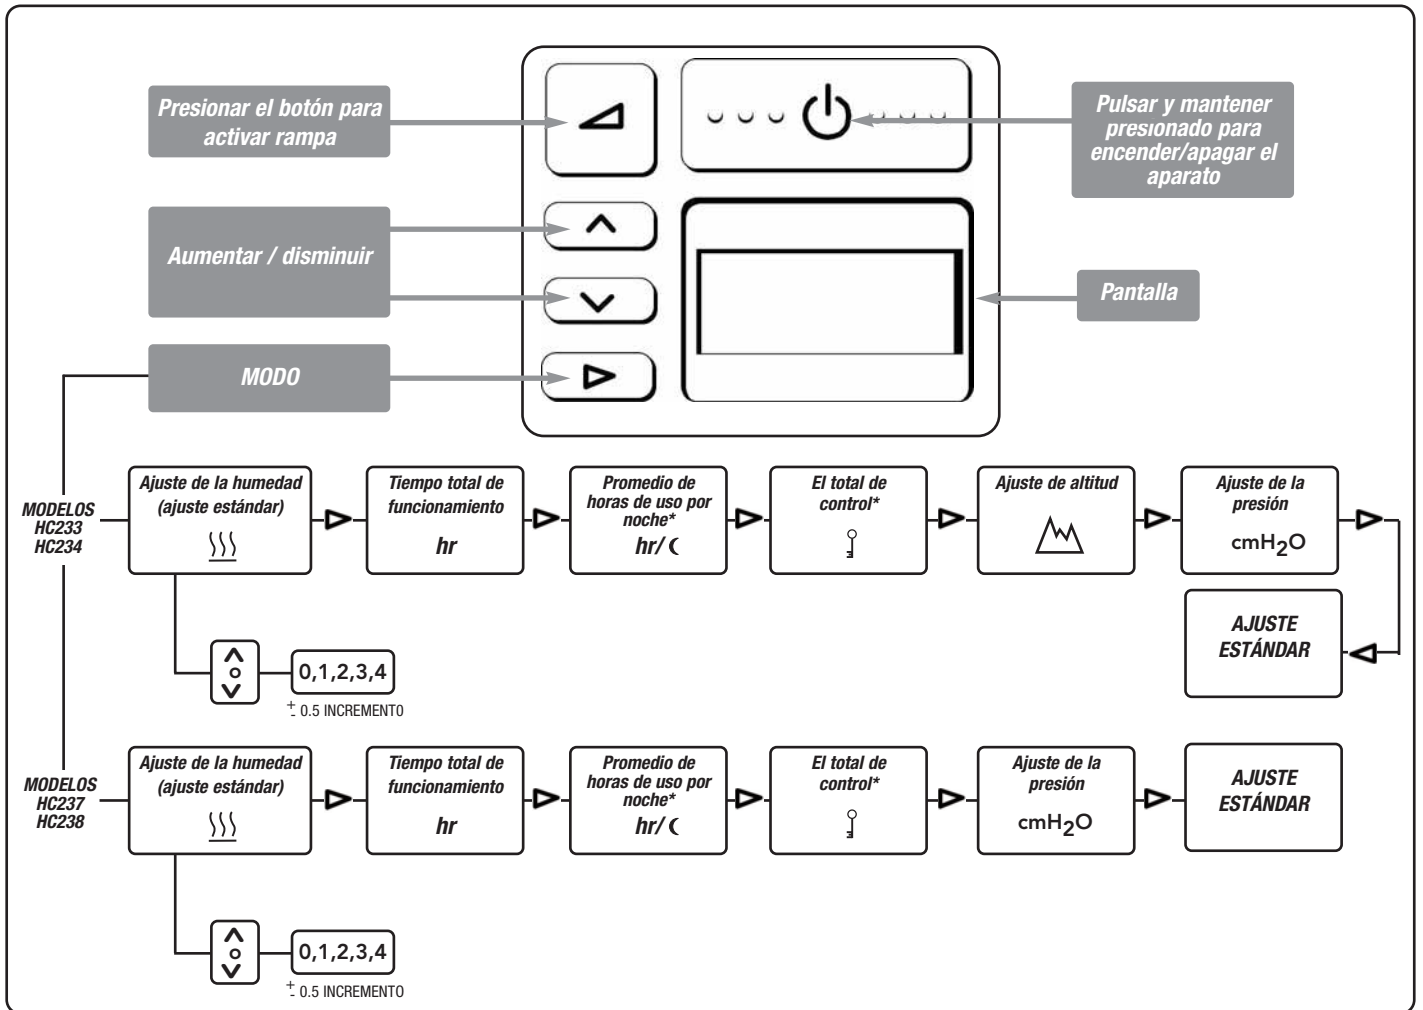 Presionar el botón para
activar rampa
Pulsar y mantener
presionado para
encender/apagar el
aparato
Aumentar / disminuir
Pantalla
MODO
MODELOS
HC233
HC234
Ajuste de la humedad
(ajuste estándar)
Tiempo total de
funcionamiento
hr
Promedio de
horas de uso por
noche*
hr/
El total de
control*
Ajuste de altitud
Ajuste de la
presión
cmH2O
AJUSTE
ESTÁNDAR
0,1,2,3,4
+
- 0.5 INCREMENTO
MODELOS
HC237
HC238
Ajuste de la humedad
(ajuste estándar)
Tiempo total de
funcionamiento
hr
Promedio de
horas de uso por
noche*
hr/
El total de
control*
Ajuste de la
presión
cmH2O
AJUSTE
ESTÁNDAR
0,1,2,3,4
+
- 0.5 INCREMENTO